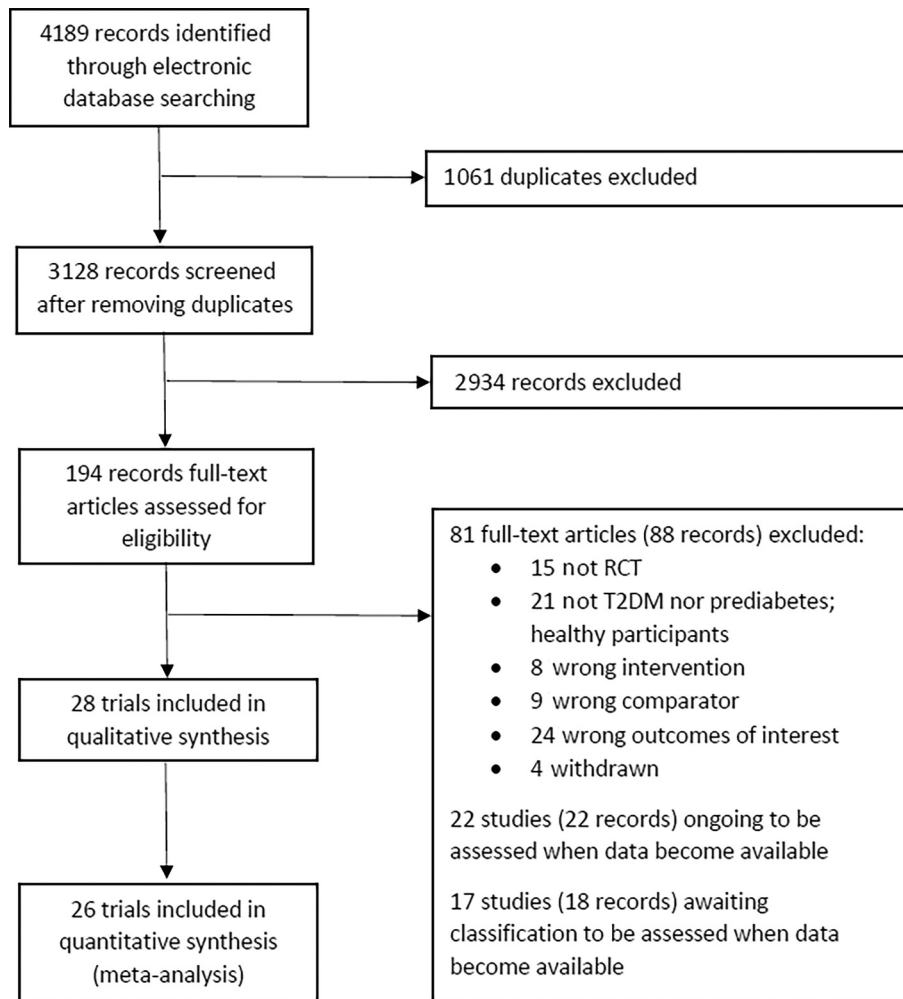 4189 records identified
through electronic
database searching
1061 duplicates excluded
3128 records screened
after removing duplicates
2934 records excluded
194 records full-text
articles assessed for
eligibility
81 full-text articles (88 records) excluded:
• 15 not RCT
• 21 not T2DM nor prediabetes;
healthy participants
• 8 wrong intervention
• 9 wrong comparator
• 24 wrong outcomes of interest
• 4 withdrawn
22 studies (22 records) ongoing to be
assessed when data become available
17 studies (18 records) awaiting
classification to be assessed when data
become available
28 trials included in
qualitative synthesis
26 trials included in
quantitative synthesis
(meta-analysis)